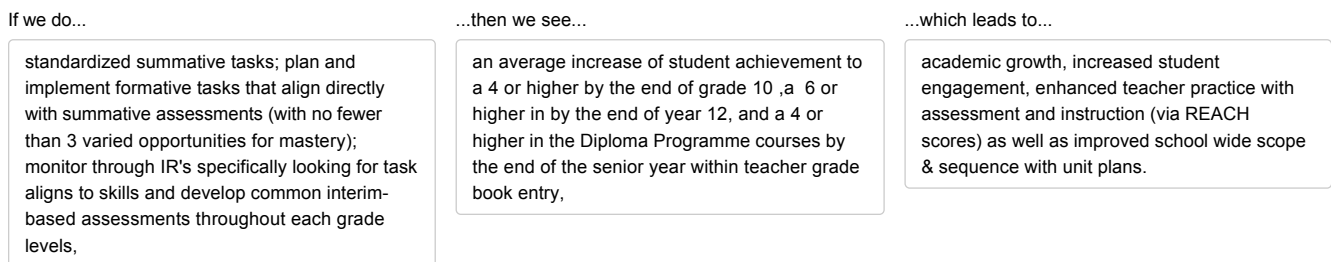 If we do...
standardized summative tasks; plan and
implement formative tasks that align directly
with summative assessments (with no fewer
than 3 varied opportunities for mastery);
monitor through IR's specifically looking for task
aligns to skills and develop common interim-
based assessments throughout each grade
levels,
...then we see...
an average increase of student achievement to
a 4 or higher by the end of grade 10 ,a  6 or
higher in by the end of year 12, and a 4 or
higher in the Diploma Programme courses by
the end of the senior year within teacher grade
book entry,
...which leads to...
academic growth, increased student
engagement, enhanced teacher practice with
assessment and instruction (via REACH
scores) as well as improved school wide scope
& sequence with unit plans.